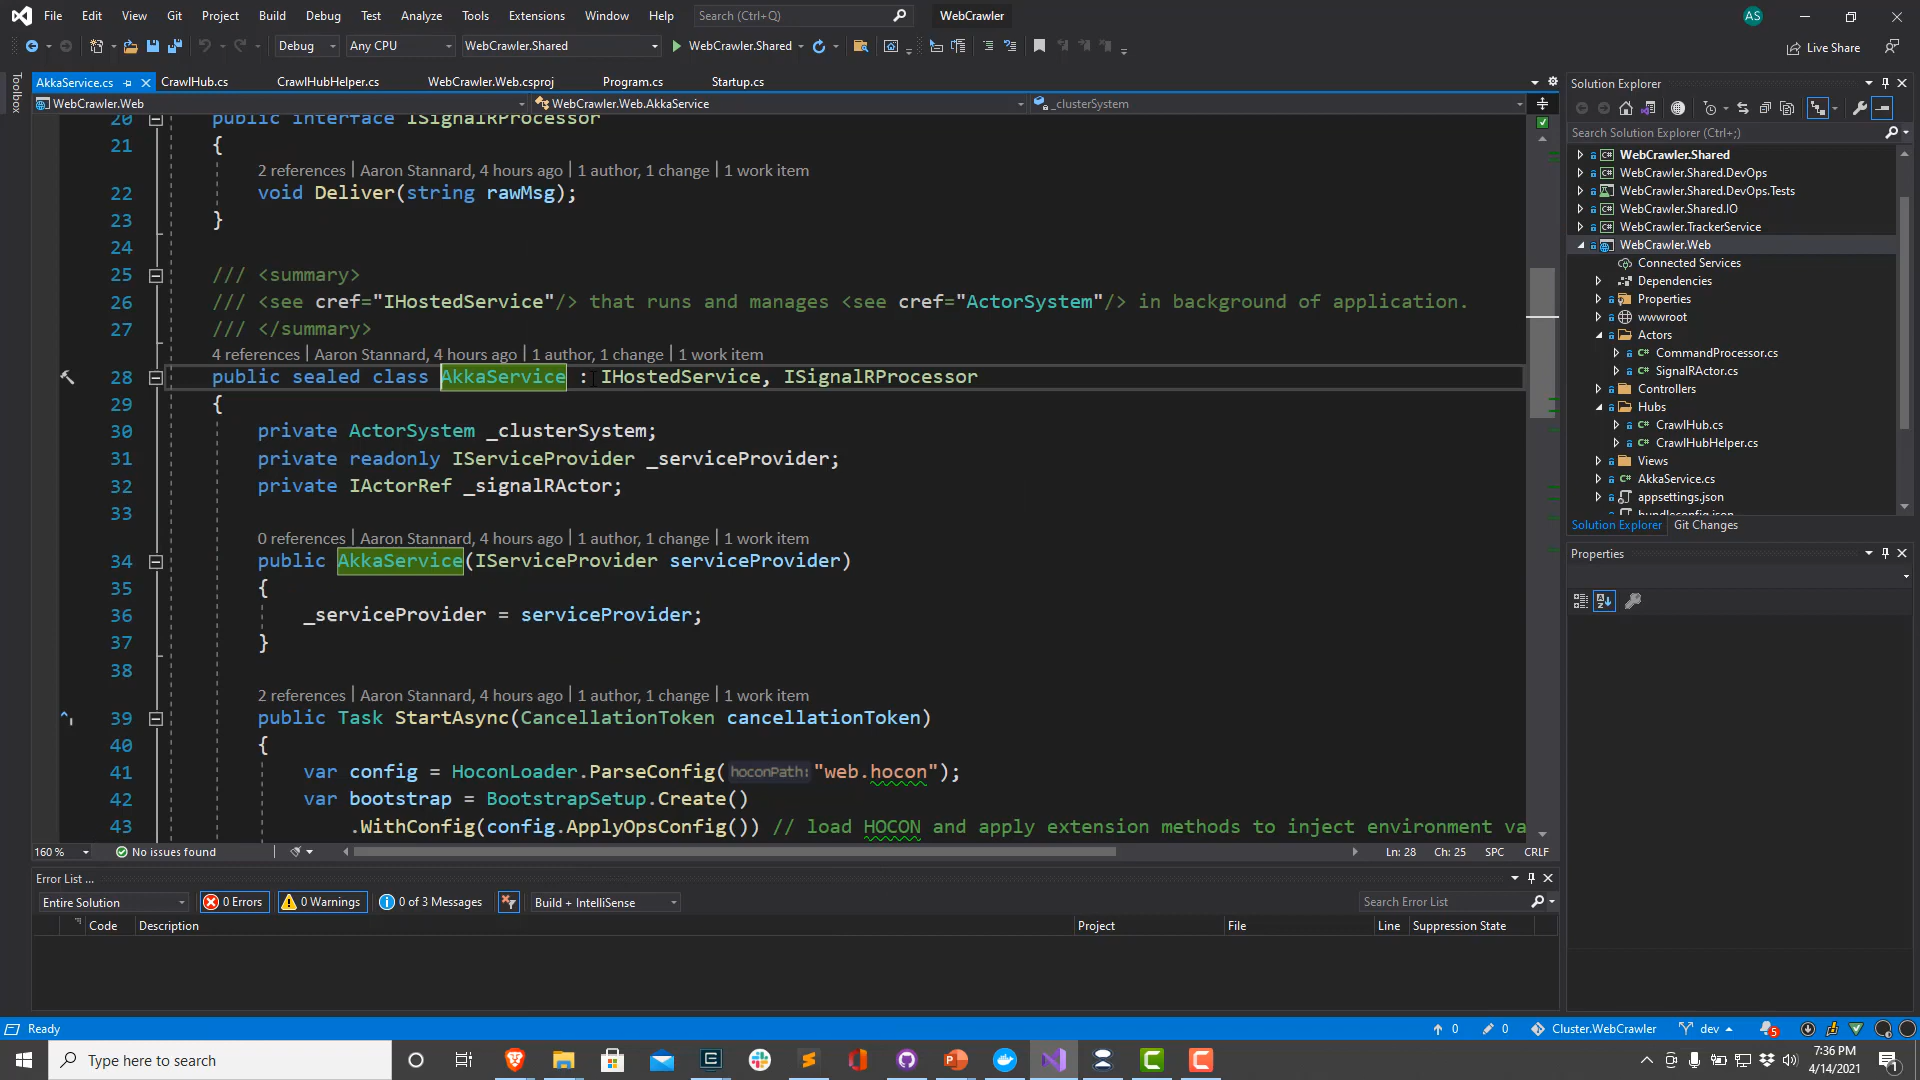 File Edit View Git Project Build Debug Test Analyze Tools Extensions Window Help Search (Ctrl+Q) WebCrawler AS
Debug Any CPU WebCrawler.Shared WebCrawler.Shared Live Share
Toolbox
AkkaService.cs CrawlHub.cs CrawlHubHelper.cs WebCrawler.Web.csproj Program.cs Startup.cs
WebCrawler.Web WebCrawler.Web.AkkaService _clusterSystem
20 public interface ISignalRProcessor
21 {
2 references | Aaron Stannard, 4 hours ago | 1 author, 1 change | 1 work item
22 void Deliver(string rawMsg);
23 }
24
25 /// <summary>
26 /// <see cref="IHostedService"/> that runs and manages <see cref="ActorSystem"/> in background of application.
27 /// </summary>
4 references | Aaron Stannard, 4 hours ago | 1 author, 1 change | 1 work item
28 public sealed class AkkaService : IHostedService, ISignalRProcessor
29 {
30 private ActorSystem _clusterSystem;
31 private readonly IServiceProvider _serviceProvider;
32 private IActorRef _signalRActor;
33
0 references | Aaron Stannard, 4 hours ago | 1 author, 1 change | 1 work item
34 public AkkaService(IServiceProvider serviceProvider)
35 {
36 _serviceProvider = serviceProvider;
37 }
38
2 references | Aaron Stannard, 4 hours ago | 1 author, 1 change | 1 work item
39 public Task StartAsync(CancellationToken cancellationToken)
40 {
41 var config = HoconLoader.ParseConfig(hoconPath: "web.hocon");
42 var bootstrap = BootstrapSetup.Create()
43 .WithConfig(config.ApplyOpsConfig()) // load HOCON and apply extension methods to inject environment va
160 % No issues found Ln: 28 Ch: 25 SPC CRLF
Error List ...
Entire Solution 0 Errors 0 Warnings 0 of 3 Messages Build + IntelliSense Search Error List
Code Description Project File Line Suppression State
Solution Explorer
Search Solution Explorer (Ctrl+;)
WebCrawler.Shared
WebCrawler.Shared.DevOps
WebCrawler.Shared.DevOps.Tests
WebCrawler.Shared.IO
WebCrawler.TrackerService
WebCrawler.Web
Connected Services
Dependencies
Properties
wwwroot
Actors
CommandProcessor.cs
SignalRActor.cs
Controllers
Hubs
CrawlHub.cs
CrawlHubHelper.cs
Views
AkkaService.cs
appsettings.json
bundleconfig.json
Solution Explorer Git Changes
Properties
Ready 0 0 Cluster.WebCrawler dev 5
Type here to search 7:36 PM
4/14/2021 1